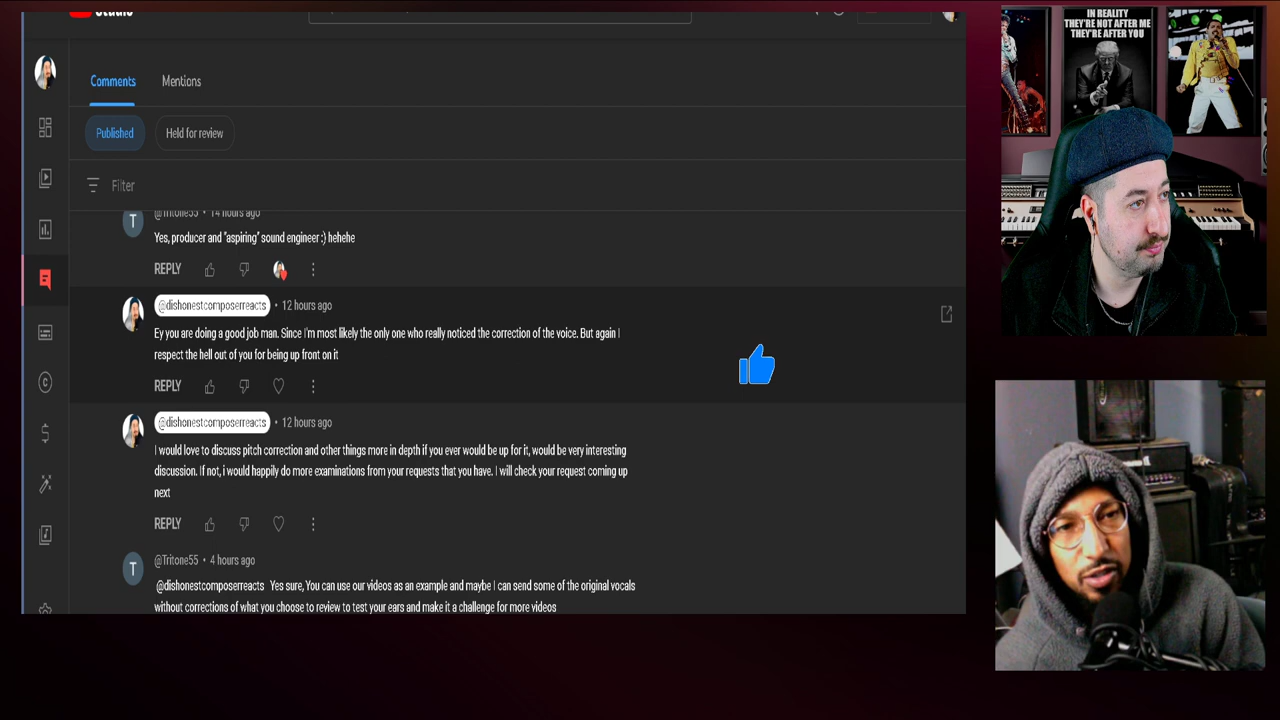 Studio
IN REALITY
THEY'RE NOT AFTER ME
THEY'RE AFTER YOU
Comments
Mentions
Published
Held for review
Filter
@Tritone55 • 14 hours ago
T
Yes, producer and "aspiring" sound engineer :) hehehe
REPLY
@dishonestcomposerreacts • 12 hours ago
Ey you are doing a good job man. Since I'm most likely the only one who really noticed the correction of the voice. But again I
respect the hell out of you for being up front on it
REPLY
@dishonestcomposerreacts • 12 hours ago
I would love to discuss pitch correction and other things more in depth if you ever would be up for it, would be very interesting
discussion. If not, i would happily do more examinations from your requests that you have. I will check your request coming up
next
REPLY
@Tritone55 • 4 hours ago
T
@dishonestcomposerreacts Yes sure, You can use our videos as an example and maybe I can send some of the original vocals
without corrections of what you choose to review to test your ears and make it a challenge for more videos